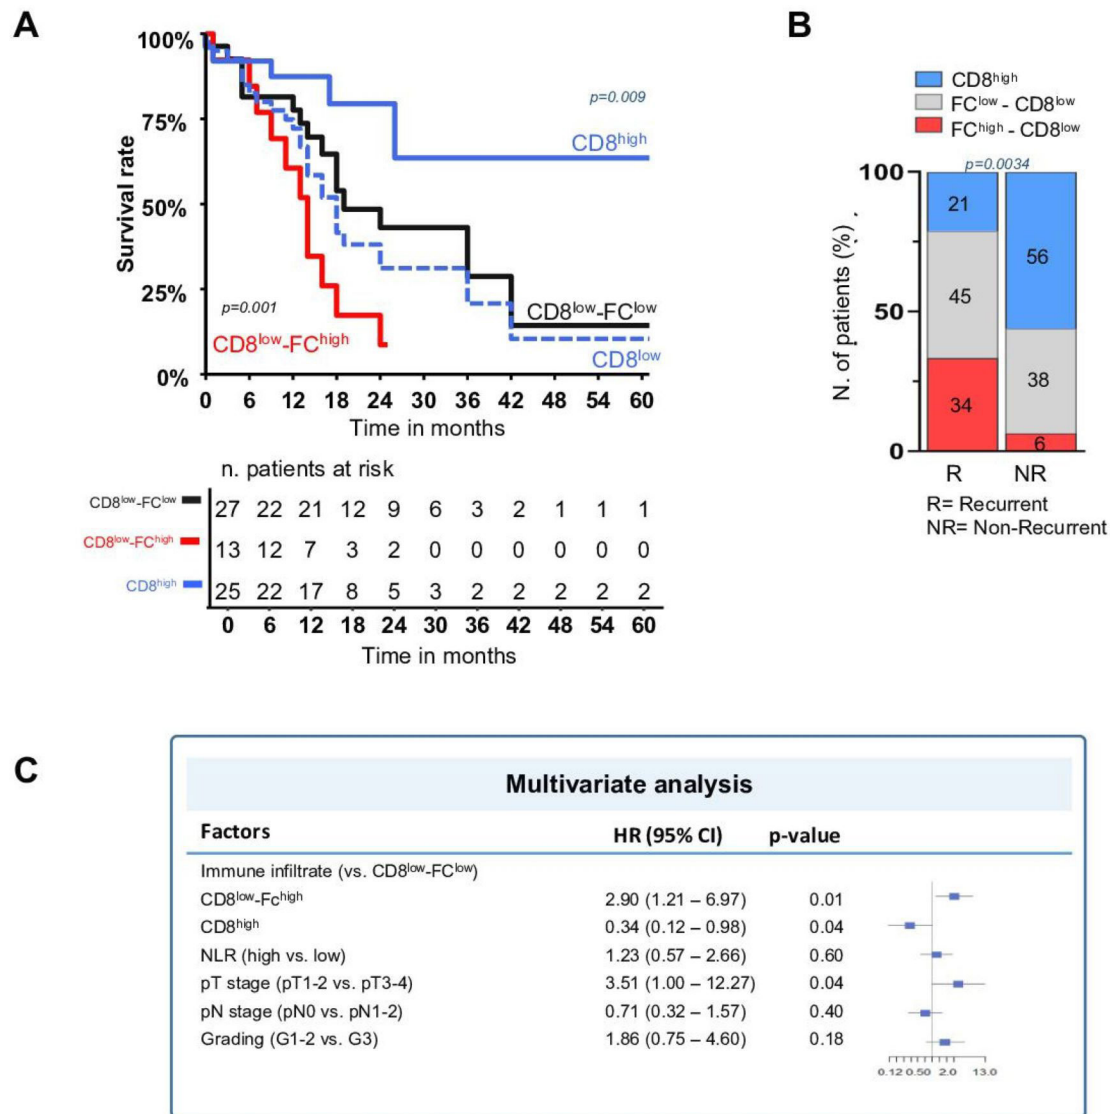 A
100%
75%
50%
25%
0%
Survival rate
p=0.009
CD8high
p=0.001
CD8low-FChigh
CD8low-FClow
CD8low
0 6 12 18 24 30 36 42 48 54 60
Time in months
n. patients at risk
CD8low-FClow 27 22 21 12 9 6 3 2 1 1 1
CD8low-FChigh 13 12 7 3 2 0 0 0 0 0 0
CD8high 25 22 17 8 5 3 2 2 2 2 2
0 6 12 18 24 30 36 42 48 54 60
Time in months
B
CD8high
FClow - CD8low
FChigh - CD8low
p=0.0034
100
50
0
N. of patients (%)
21
45
34
56
38
6
R NR
R= Recurrent
NR= Non-Recurrent
C
Multivariate analysis
Factors HR (95% CI) p-value
Immune infiltrate (vs. CD8low-FClow)
CD8low-Fchigh 2.90 (1.21 – 6.97) 0.01
CD8high 0.34 (0.12 – 0.98) 0.04
NLR (high vs. low) 1.23 (0.57 – 2.66) 0.60
pT stage (pT1-2 vs. pT3-4) 3.51 (1.00 – 12.27) 0.04
pN stage (pN0 vs. pN1-2) 0.71 (0.32 – 1.57) 0.40
Grading (G1-2 vs. G3) 1.86 (0.75 – 4.60) 0.18
0.12 0.50 2.0 13.0